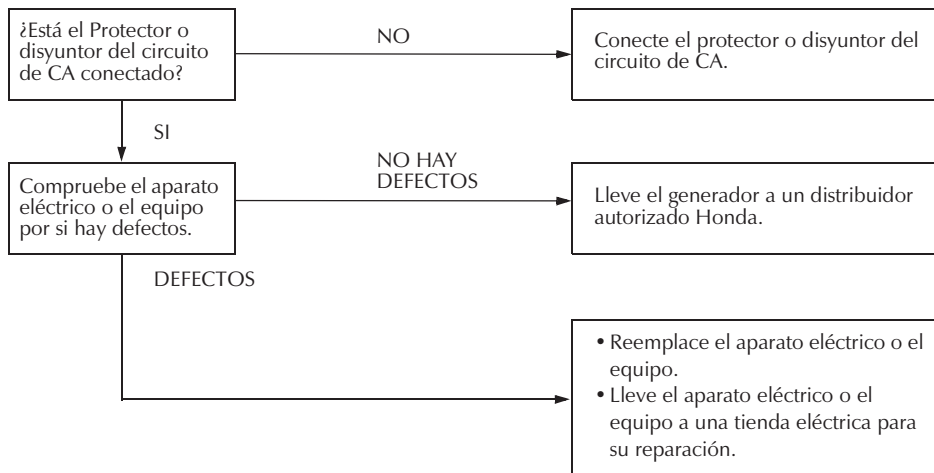 ¿Está el Protector o
disyuntor del circuito
de CA conectado?
NO
Conecte el protector o disyuntor del
circuito de CA.
SI
Compruebe el aparato
eléctrico o el equipo
por si hay defectos.
NO HAY
DEFECTOS
Lleve el generador a un distribuidor
autorizado Honda.
DEFECTOS
• Reemplace el aparato eléctrico o el
equipo.
• Lleve el aparato eléctrico o el
equipo a una tienda eléctrica para
su reparación.